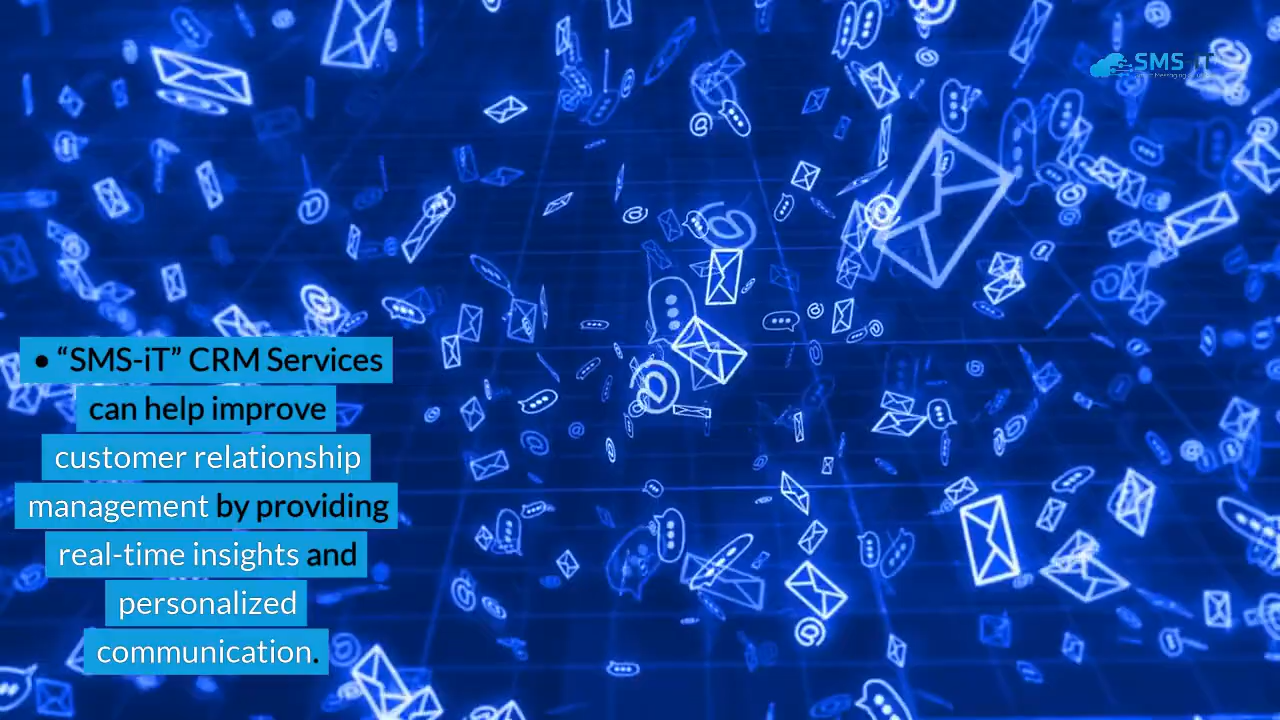 SMS-iT
• “SMS-iT” CRM Services
can help improve
customer relationship
management by providing
real-time insights and
personalized
communication.